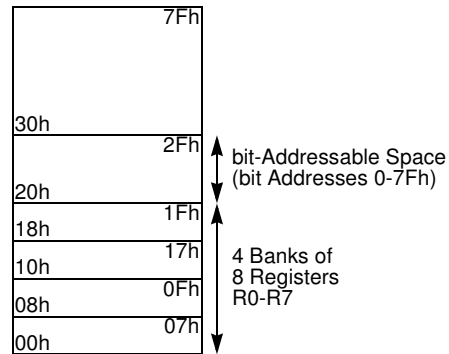 7Fh
30h
2Fh
bit-Addressable Space
(bit Addresses 0-7Fh)
20h
1Fh
18h
17h
4 Banks of
8 Registers
R0-R7
10h
0Fh
08h
07h
00h